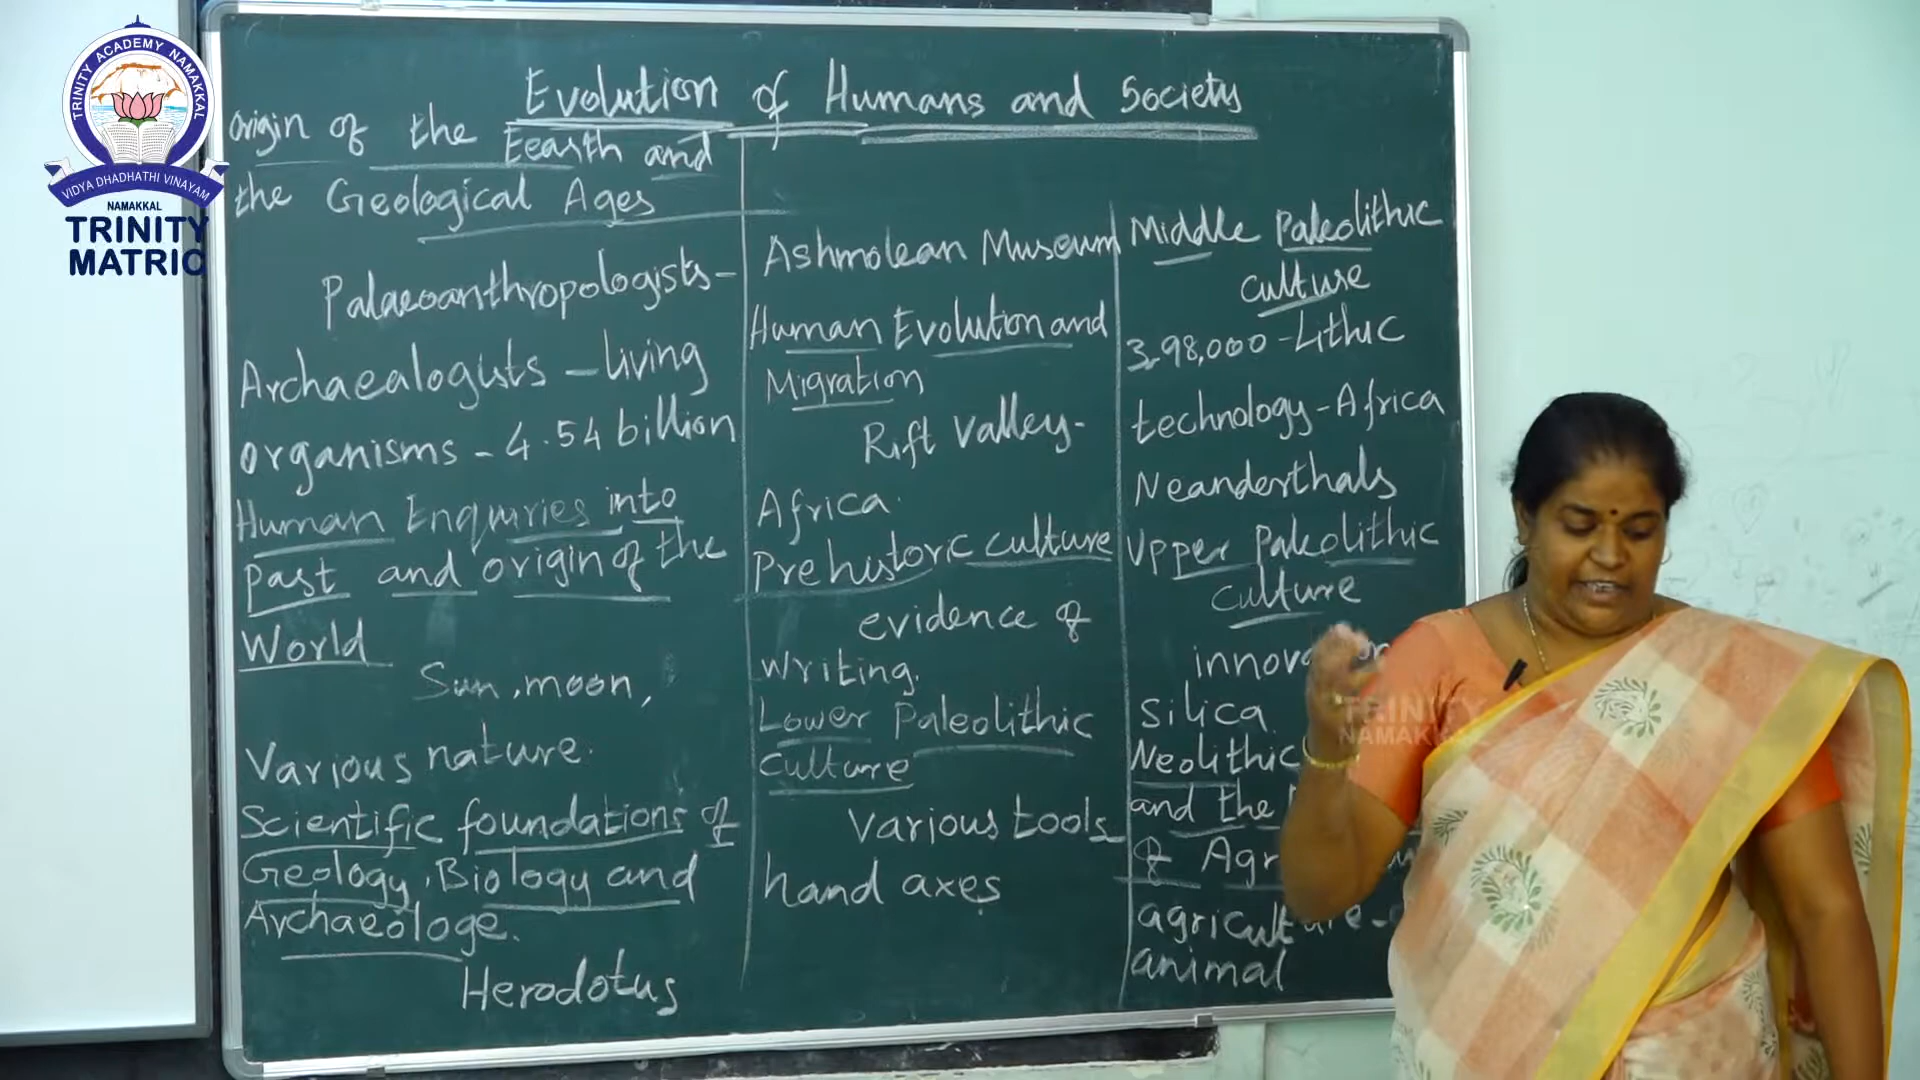 TRINITY ACADEMY NAMAKKAL
VIDYA DHADHATHI VINAYAM
NAMAKKAL
TRINITY
MATRIC
Evolution of Humans and Society
Origin of the Eearth and
the Geological Ages
Palaeoanthropologists -
Archaealogists - living
organisms - 4.54 billion
Human Enquiries into
Past and origin of the
World
Sun, moon,
Various nature.
Scientific foundations of
Geology, Biology and
Archaeologe.
Herodotus
Ashmolean Museum
Human Evolution and
Migration
Rift Valley-
Africa.
Prehistoric culture
evidence of
writing.
Lower Paleolithic
Culture
Various tools
hand axes
Middle Paleolithic
culture
3,98,000 - Lithic
technology - Africa
Neanderthals
Upper Paleolithic
culture
silica
Neolithic
and the
of
agriculture -
animal
TRINITY
NAMAKKAL